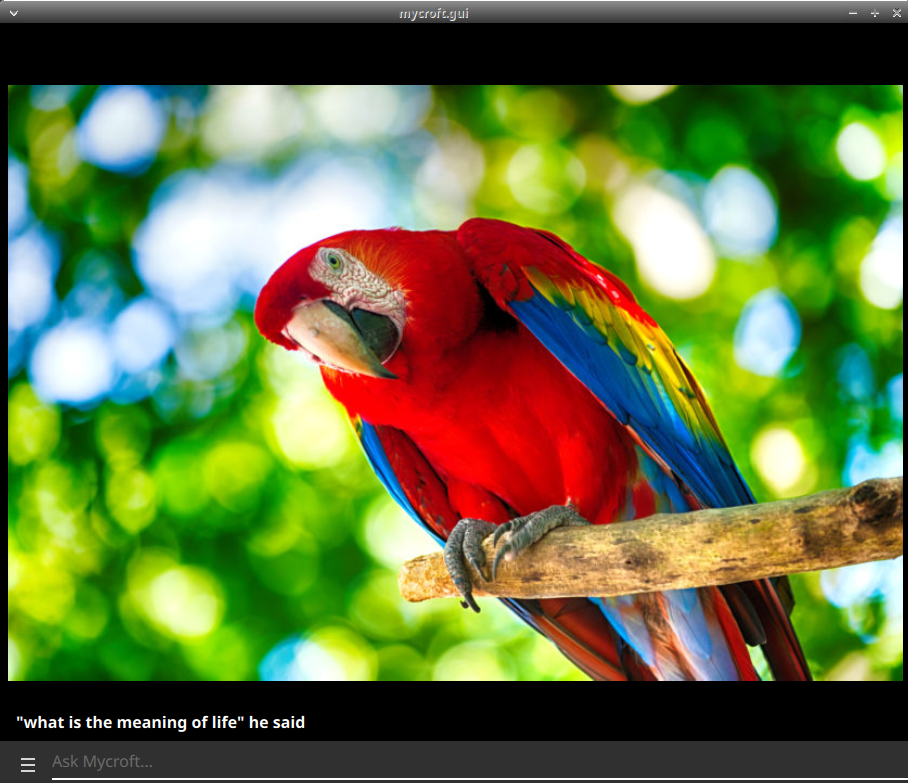 mycroft.gui
"what is the meaning of life" he said
Ask Mycroft...